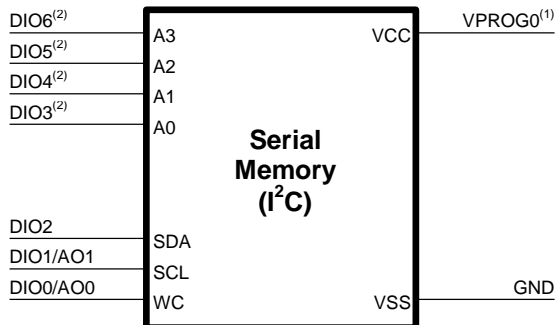 DIO6(2)
A3
VCC
VPROG0(1)
DIO5(2)
A2
DIO4(2)
A1
DIO3(2)
A0
Serial
Memory
(I2C)
DIO2
SDA
DIO1/AO1
SCL
DIO0/AO0
WC
VSS
GND